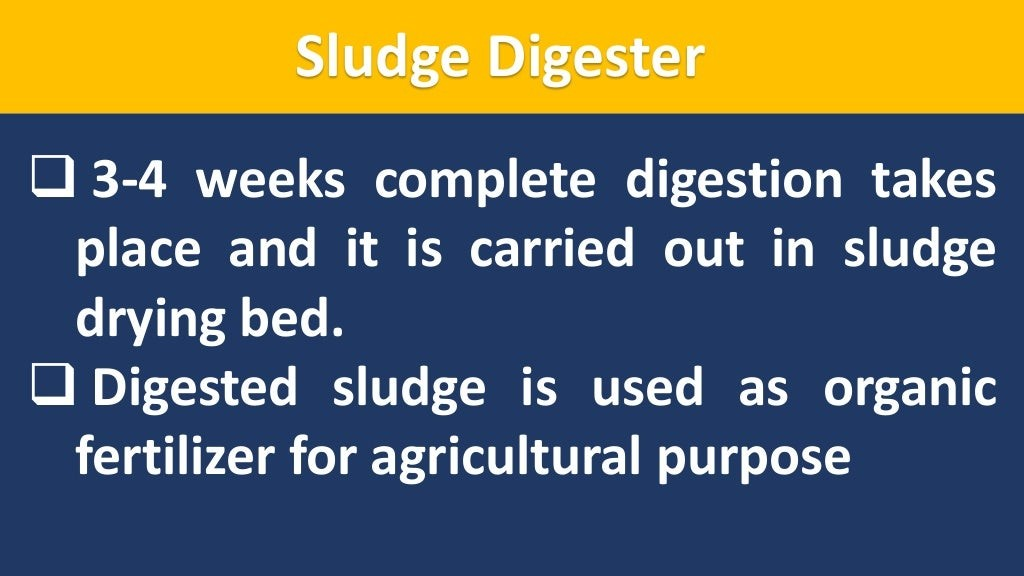 Sludge Digester
❑ 3-4 weeks complete digestion takes
place and it is carried out in sludge
drying bed.
❑ Digested sludge is used as organic
fertilizer for agricultural purpose